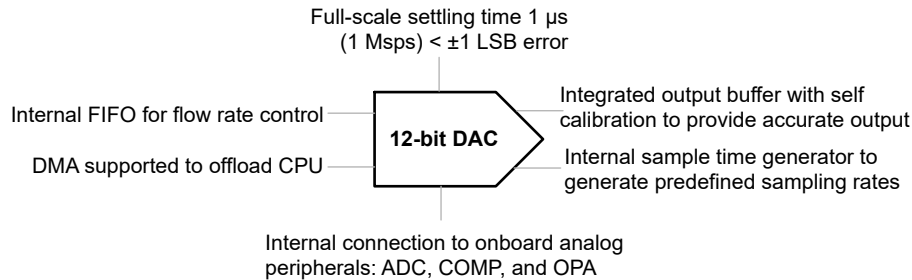 Full-scale settling time 1 µs
(1 Msps) < ±1 LSB error
Internal FIFO for flow rate control
DMA supported to offload CPU
12-bit DAC
Integrated output buffer with self
calibration to provide accurate output
Internal sample time generator to
generate predefined sampling rates
Internal connection to onboard analog
peripherals: ADC, COMP, and OPA